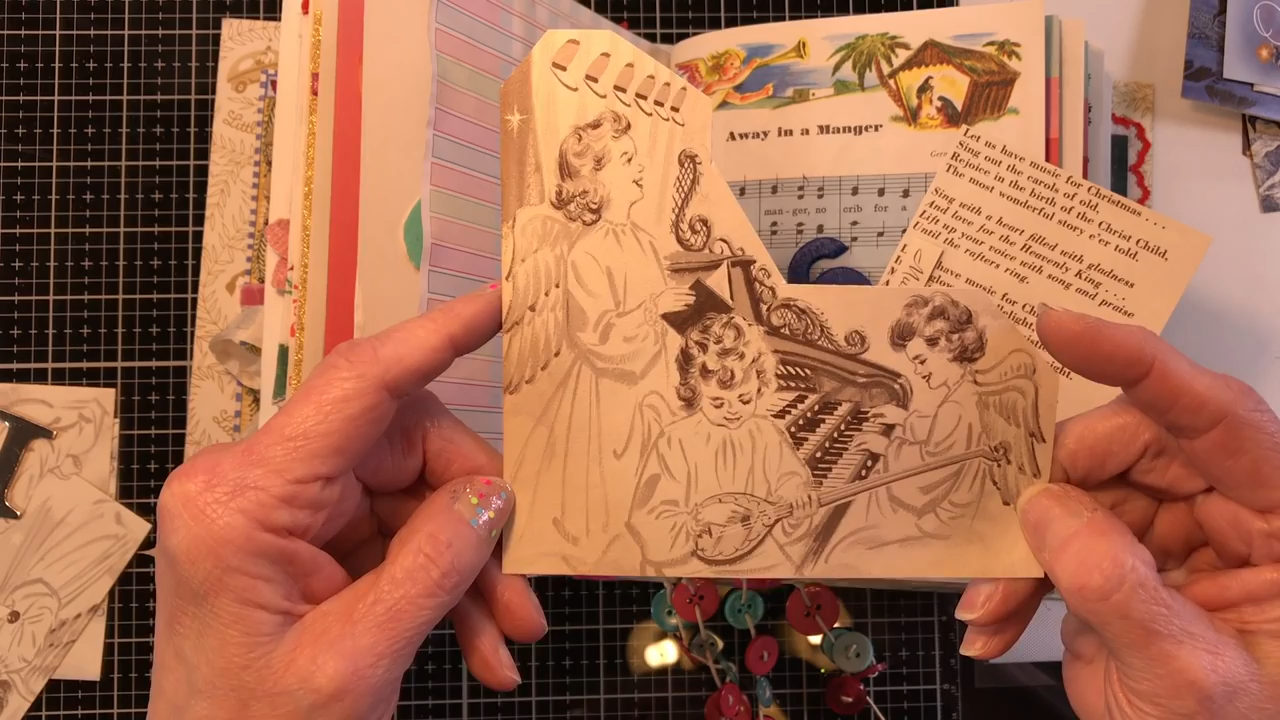 Away in a Manger
Ger
man-ger, no crib for a
Let us have music for Christmas . . .
Sing out the carols of old.
Rejoice in the birth of the Christ Child,
The most wonderful story e'er told.
Sing with a heart filled with gladness
And love for the Heavenly King . . .
Lift up your voice with song and praise
Until the rafters ring.
have music for Ch
6